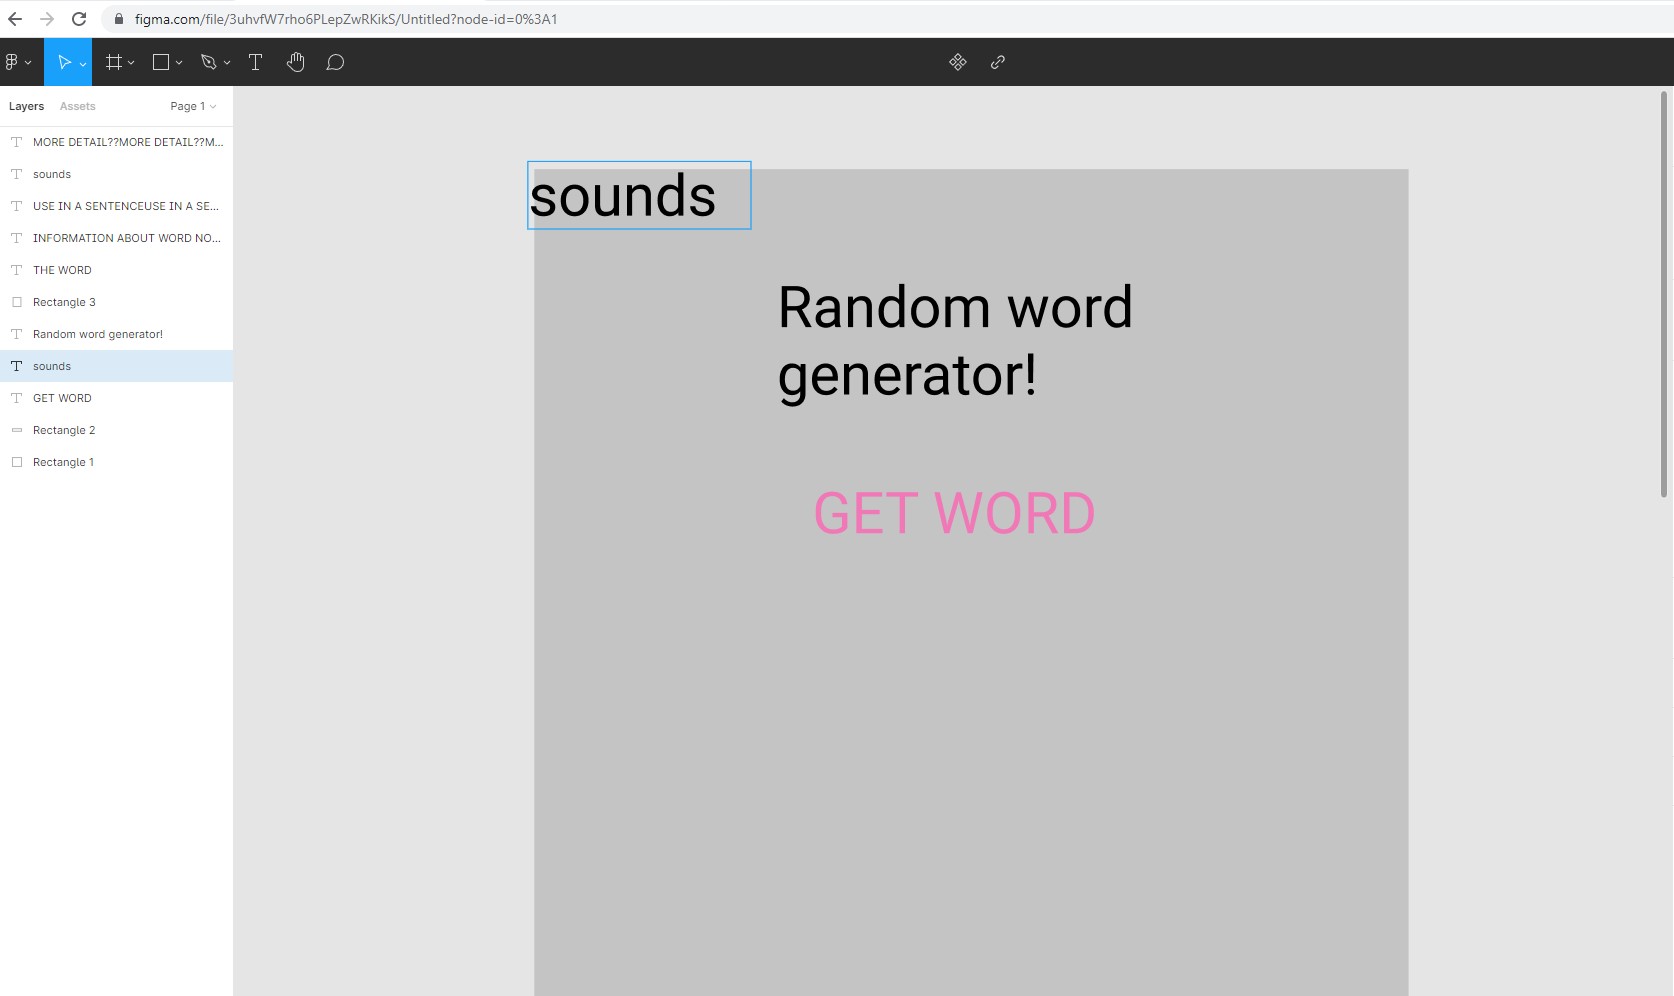 figma.com/file/3uhvfW7rho6PLepZwRKikS/Untitled?node-id=0%3A1
Layers Assets Page 1
MORE DETAIL??MORE DETAIL??M...
sounds
USE IN A SENTENCEUSE IN A SE...
INFORMATION ABOUT WORD NO...
THE WORD
Rectangle 3
Random word generator!
sounds
GET WORD
Rectangle 2
Rectangle 1
sounds
Random word
generator!
GET WORD